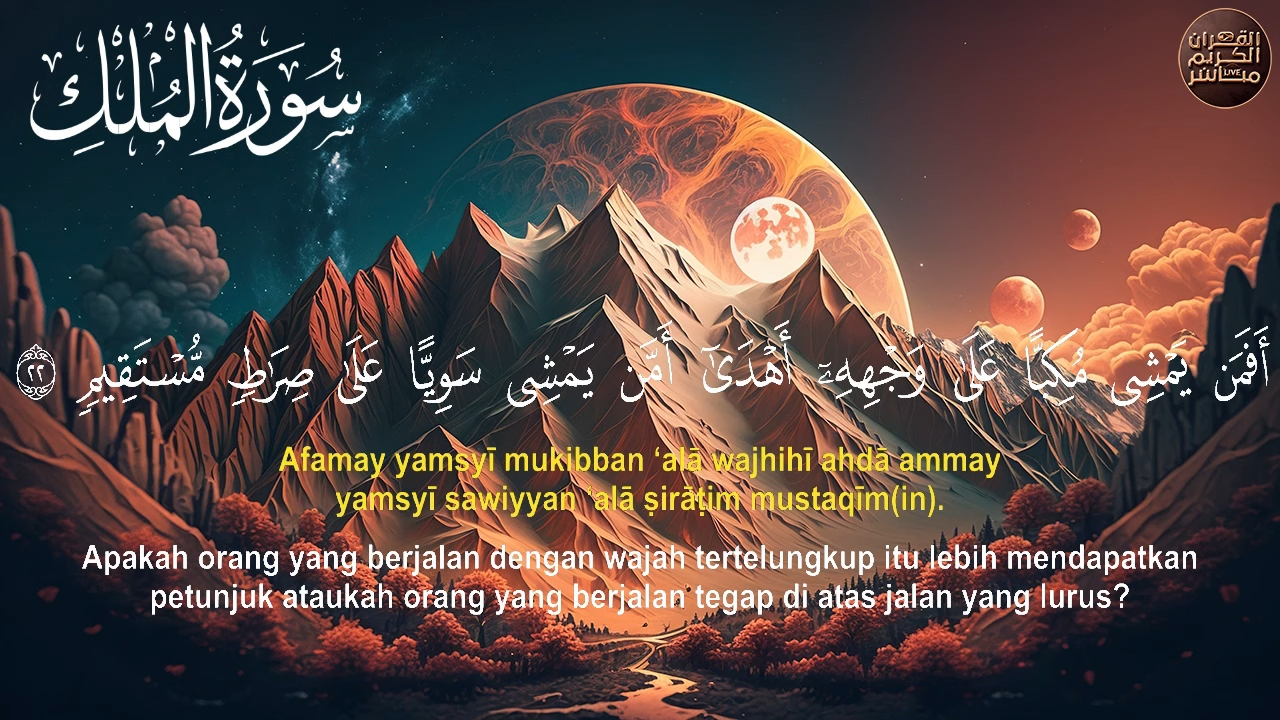 سُورَةُ الْمُلْكِ
القرآن
الكريم
مباشر
LIVE
أَفَمَن يَمْشِى مُكِبًّا عَلَىٰ وَجْهِهِۦٓ أَهْدَىٰٓ أَمَّن يَمْشِى سَوِيًّا عَلَىٰ صِرَٰطٍ مُّسْتَقِيمٍ ٢٢
Afamay yamsyī mukibban ‘alā wajhihī ahdā ammay
yamsyī sawiyyan ‘alā ṣirāṭim mustaqīm(in).
Apakah orang yang berjalan dengan wajah tertelungkup itu lebih mendapatkan
petunjuk ataukah orang yang berjalan tegap di atas jalan yang lurus?